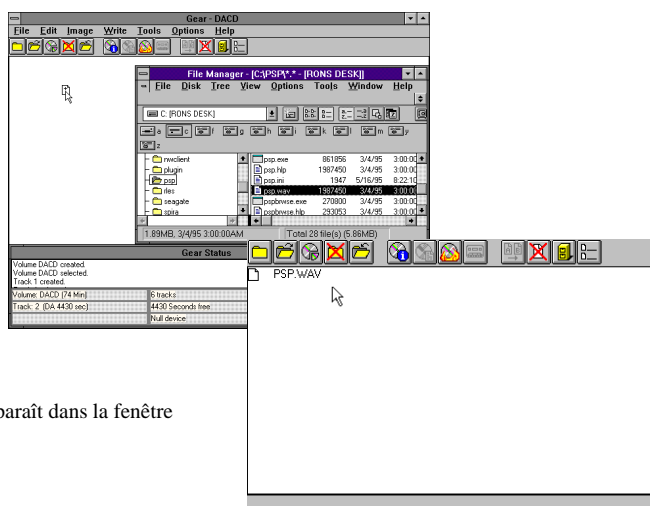 Gear - DACD
File Edit Image Write Tools Options Help
File Manager - [C:\PSP\*.* - [RONS DESK]]
File Disk Tree View Options Tools Window Help
C: [RONS DESK]
a c f g h i k l m y
z
nwclient psp.exe 861856 3/4/95 3:00:00
plugin psp.hlp 1987450 3/4/95 3:00:00
psp psp.ini 1947 5/16/95 8:22:10
rles psp.wav 1987450 3/4/95 3:00:00
seagate pspbrwse.exe 270800 3/4/95 3:00:00
spira pspbrwse.hlp 293053 3/4/95 3:00:00
1.89MB, 3/4/95 3:00:00AM Total 28 file(s) (5.86MB)
Gear Status
Volume DACD created.
Volume DACD selected.
Track 1 created.
Volume: DACD (74 Min) 6 tracks
Track: 2 (DA 4430 sec) 4430 Seconds free
Null device
PSP.WAV
paraît dans la fenêtre